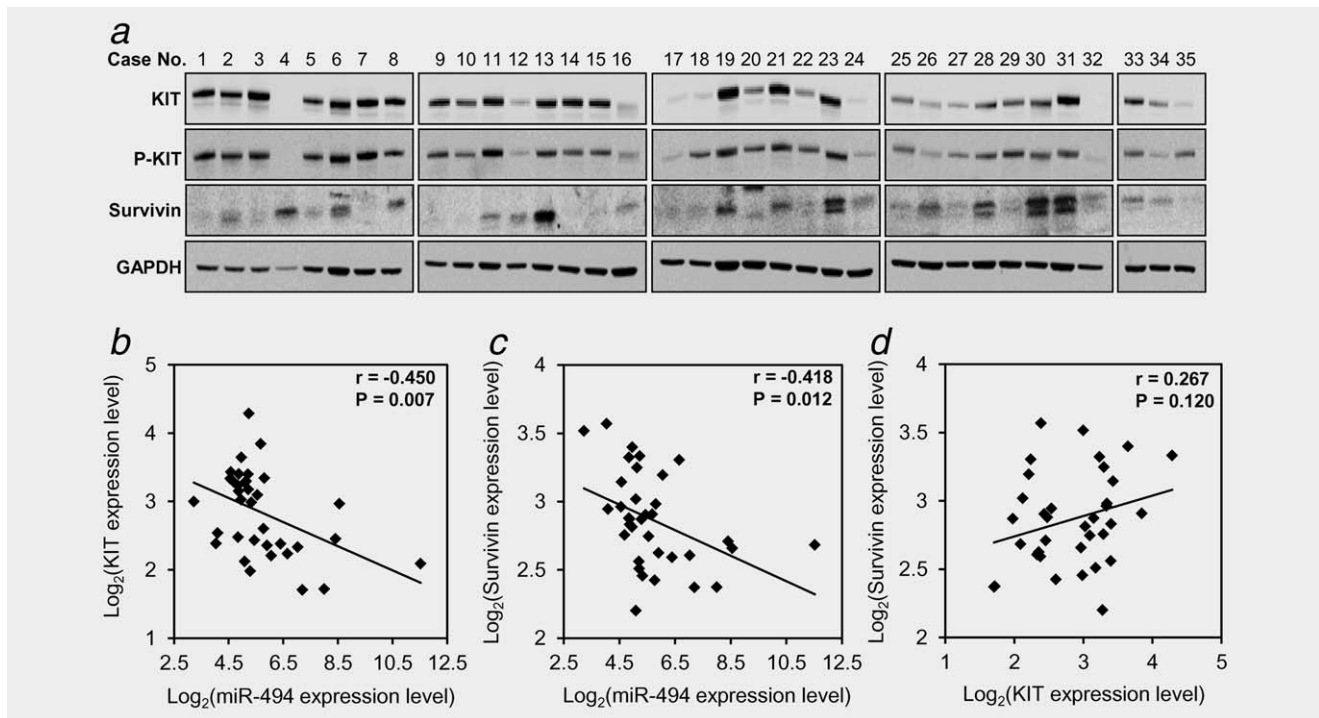 a
Case No. 1 2 3 4 5 6 7 8 9 10 11 12 13 14 15 16 17 18 19 20 21 22 23 24 25 26 27 28 29 30 31 32 33 34 35
KIT
P-KIT
Survivin
GAPDH
b
r = -0.450
P = 0.007
Log2(KIT expression level)
5
4
3
2
1
2.5 4.5 6.5 8.5 10.5 12.5
Log2(miR-494 expression level)
c
r = -0.418
P = 0.012
Log2(Survivin expression level)
4
3.5
3
2.5
2
2.5 4.5 6.5 8.5 10.5 12.5
Log2(miR-494 expression level)
d
r = 0.267
P = 0.120
Log2(Survivin expression level)
4
3.5
3
2.5
2
1 2 3 4 5
Log2(KIT expression level)